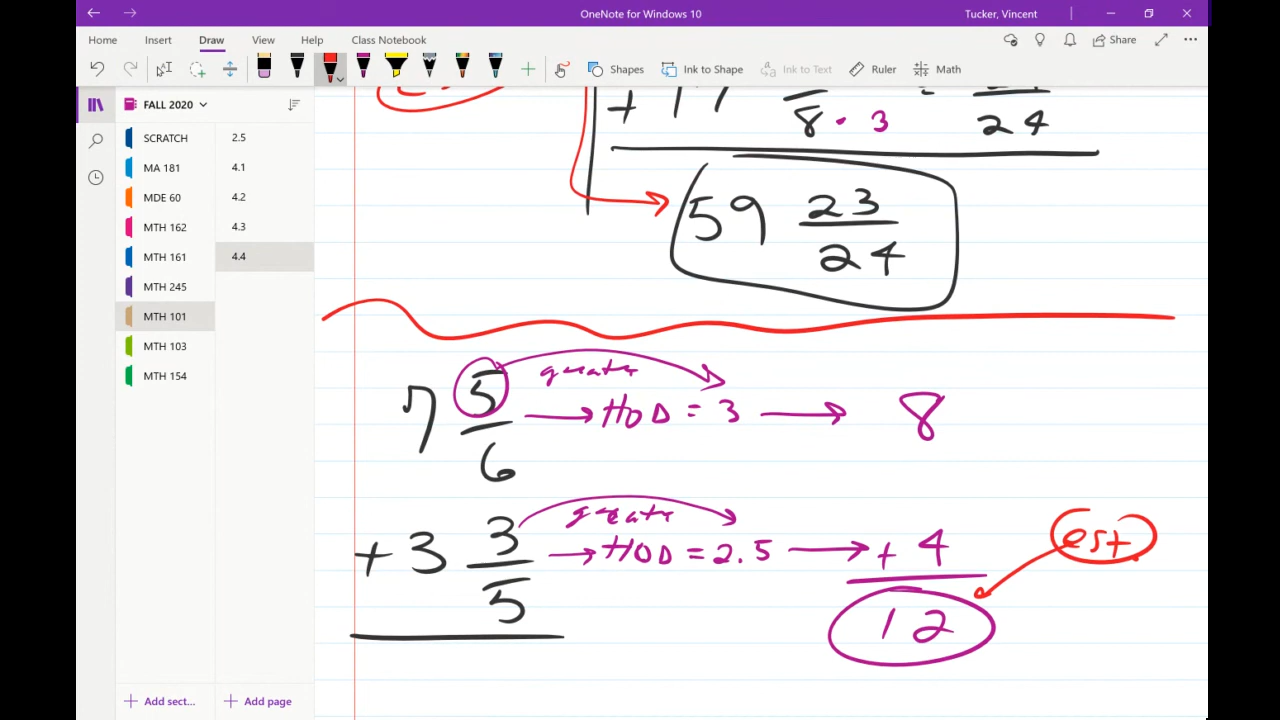 OneNote for Windows 10
Tucker, Vincent
Home Insert Draw View Help Class Notebook
Share
Shapes
Ink to Shape
Ink to Text
Ruler
Math
FALL 2020
SCRATCH
MA 181
MDE 60
MTH 162
MTH 161
MTH 245
MTH 101
MTH 103
MTH 154
2.5
4.1
4.2
4.3
4.4
Add sect...
Add page
+ 17
8 · 3
24
59 23/24
7 5/6 → HOD = 3 → 8
greater
greater
+ 3 3/5 → HOD = 2.5 → + 4
est.
12